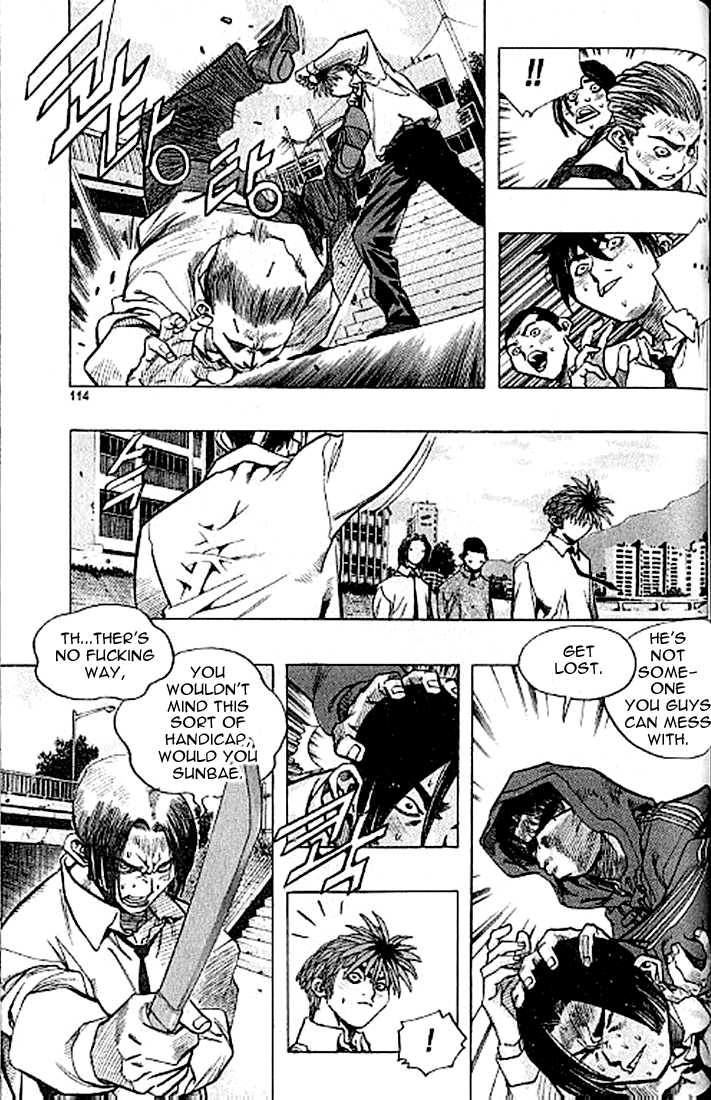 !!
114
TH...THER'S
NO FUCKING
WAY,
YOU
WOULDN'T
MIND THIS
SORT OF
HANDICAP,
WOULD YOU
SUNBAE.
!
GET
LOST.
HE'S
NOT
SOME-
ONE
YOU GUYS
CAN MESS
WITH.